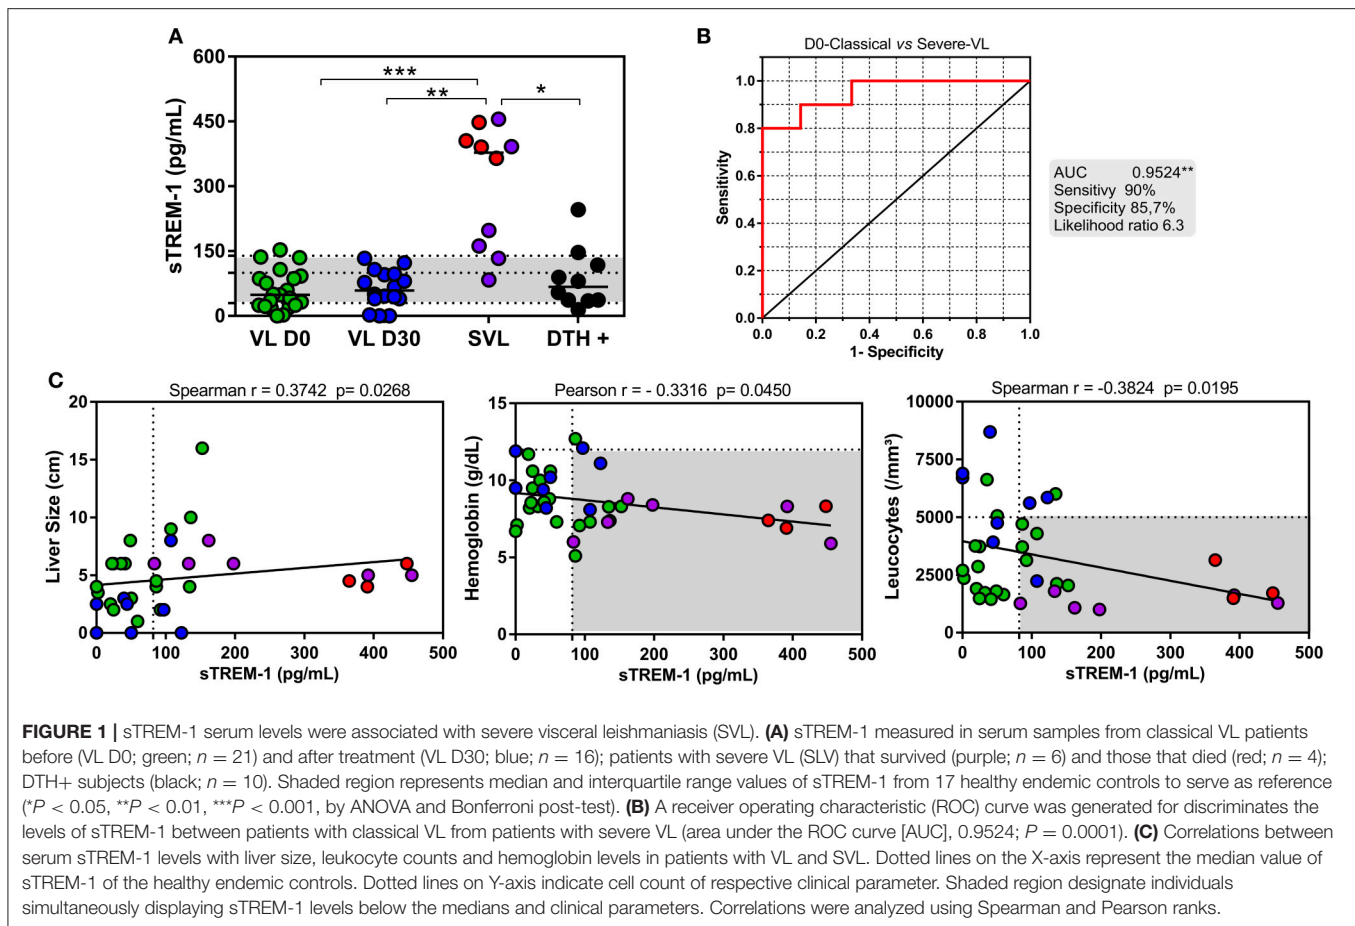 A
600
450
300
150
0
sTREM-1 (pg/mL)
***
**
*
VL D0 VL D30 SVL DTH +
B
D0-Classical vs Severe-VL
1.0
0.8
0.6
0.4
0.2
0.0
Sensitivity
0.0 0.2 0.4 0.6 0.8 1.0
1- Specificity
AUC 0.9524**
Sensitivy 90%
Specificity 85,7%
Likelihood ratio 6.3
C
Spearman r = 0.3742 p= 0.0268
20
15
10
5
0
Liver Size (cm)
0 100 200 300 400 500
sTREM-1 (pg/mL)
Pearson r = - 0.3316 p= 0.0450
15
10
5
0
Hemoglobin (g/dL)
0 100 200 300 400 500
sTREM-1 (pg/mL)
Spearman r = -0.3824 p= 0.0195
10000
7500
5000
2500
0
Leucocytes (/mm³)
0 100 200 300 400 500
sTREM-1 (pg/mL)
FIGURE 1 | sTREM-1 serum levels were associated with severe visceral leishmaniasis (SVL). (A) sTREM-1 measured in serum samples from classical VL patients
before (VL D0; green; n = 21) and after treatment (VL D30; blue; n = 16); patients with severe VL (SLV) that survived (purple; n = 6) and those that died (red; n = 4);
DTH+ subjects (black; n = 10). Shaded region represents median and interquartile range values of sTREM-1 from 17 healthy endemic controls to serve as reference
(*P < 0.05, **P < 0.01, ***P < 0.001, by ANOVA and Bonferroni post-test). (B) A receiver operating characteristic (ROC) curve was generated for discriminates the
levels of sTREM-1 between patients with classical VL from patients with severe VL (area under the ROC curve [AUC], 0.9524; P = 0.0001). (C) Correlations between
serum sTREM-1 levels with liver size, leukocyte counts and hemoglobin levels in patients with VL and SVL. Dotted lines on the X-axis represent the median value of
sTREM-1 of the healthy endemic controls. Dotted lines on Y-axis indicate cell count of respective clinical parameter. Shaded region designate individuals
simultaneously displaying sTREM-1 levels below the medians and clinical parameters. Correlations were analyzed using Spearman and Pearson ranks.